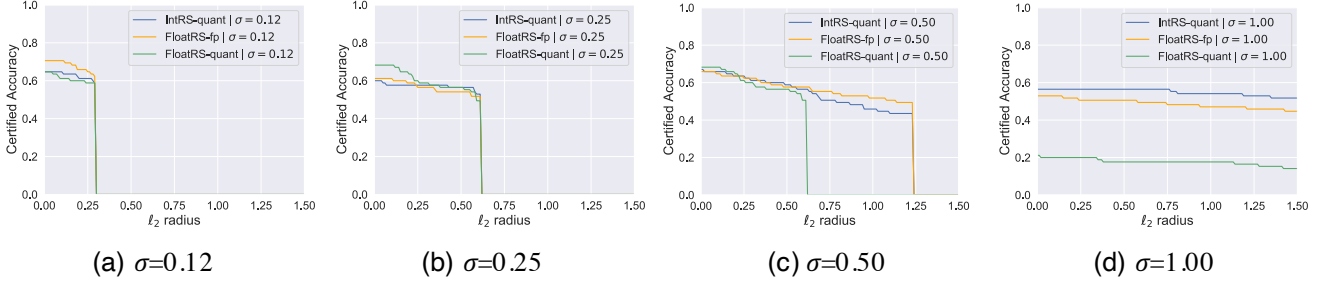 1.0
0.8
0.6
0.4
0.2
0.0
Certified Accuracy
IntRS-quant | σ = 0.12
FloatRS-fp | σ = 0.12
FloatRS-quant | σ = 0.12
0.00 0.25 0.50 0.75 1.00 1.25 1.50
ℓ₂ radius
(a) σ=0.12
1.0
0.8
0.6
0.4
0.2
0.0
Certified Accuracy
IntRS-quant | σ = 0.25
FloatRS-fp | σ = 0.25
FloatRS-quant | σ = 0.25
0.00 0.25 0.50 0.75 1.00 1.25 1.50
ℓ₂ radius
(b) σ=0.25
1.0
0.8
0.6
0.4
0.2
0.0
Certified Accuracy
IntRS-quant | σ = 0.50
FloatRS-fp | σ = 0.50
FloatRS-quant | σ = 0.50
0.00 0.25 0.50 0.75 1.00 1.25 1.50
ℓ₂ radius
(c) σ=0.50
1.0
0.8
0.6
0.4
0.2
0.0
Certified Accuracy
IntRS-quant | σ = 1.00
FloatRS-fp | σ = 1.00
FloatRS-quant | σ = 1.00
0.00 0.25 0.50 0.75 1.00 1.25 1.50
ℓ₂ radius
(d) σ=1.00